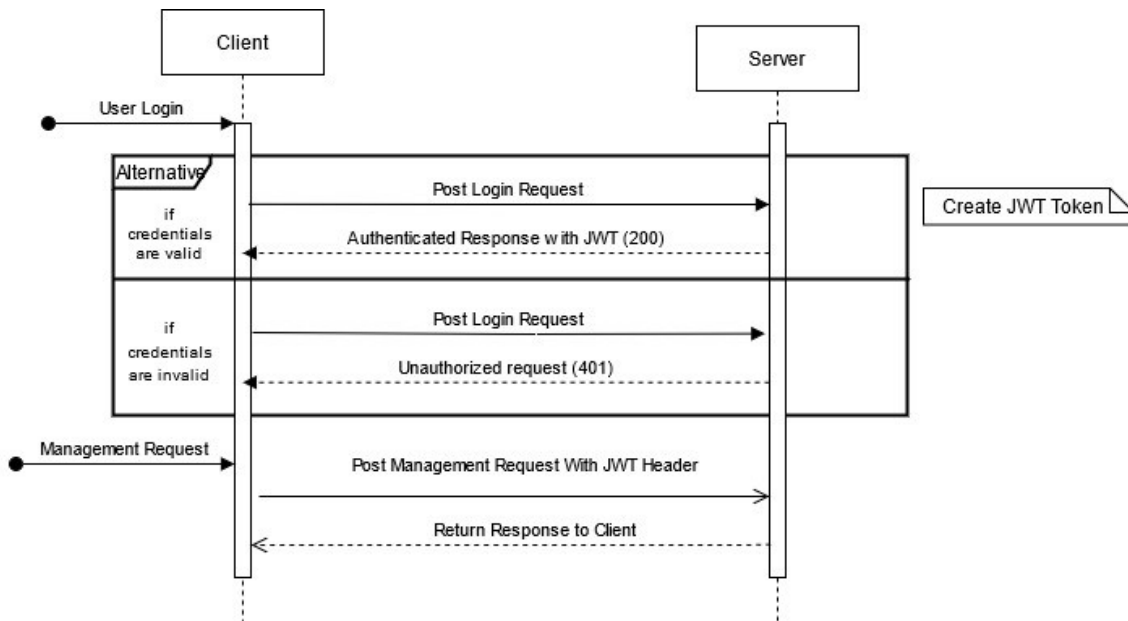 Client
Server
User Login
Alternative
Post Login Request
if
credentials
are valid
Authenticated Response with JWT (200)
Create JWT Token
Post Login Request
if
credentials
are invalid
Unauthorized request (401)
Management Request
Post Management Request With JWT Header
Return Response to Client